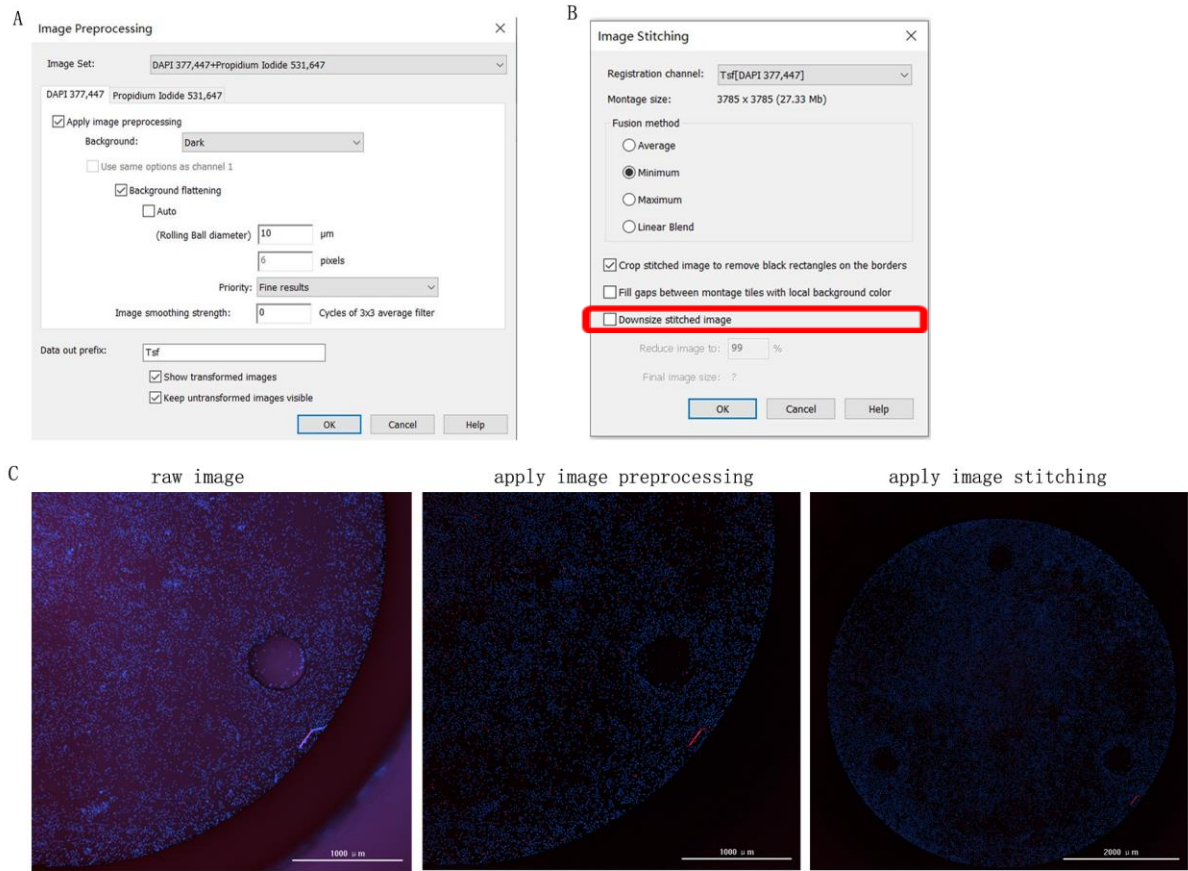 A
Image Preprocessing
Image Set: DAPI 377,447+Propidium Iodide 531,647
DAPI 377,447 Propidium Iodide 531,647
Apply image preprocessing
Background: Dark
Use same options as channel 1
Background flattening
Auto
(Rolling Ball diameter) 10 μm
6 pixels
Priority: Fine results
Image smoothing strength: 0 Cycles of 3x3 average filter
Data out prefix: Tsf
Show transformed images
Keep untransformed images visible
OK Cancel Help
B
Image Stitching
Registration channel: Tsf[DAPI 377,447]
Montage size: 3785 x 3785 (27.33 Mb)
Fusion method
Average
Minimum
Maximum
Linear Blend
Crop stitched image to remove black rectangles on the borders
Fill gaps between montage tiles with local background color
Downsize stitched image
Reduce image to: 99 %
Final image size: ?
OK Cancel Help
C
raw image apply image preprocessing apply image stitching
1000 μm 1000 μm 2000 μm